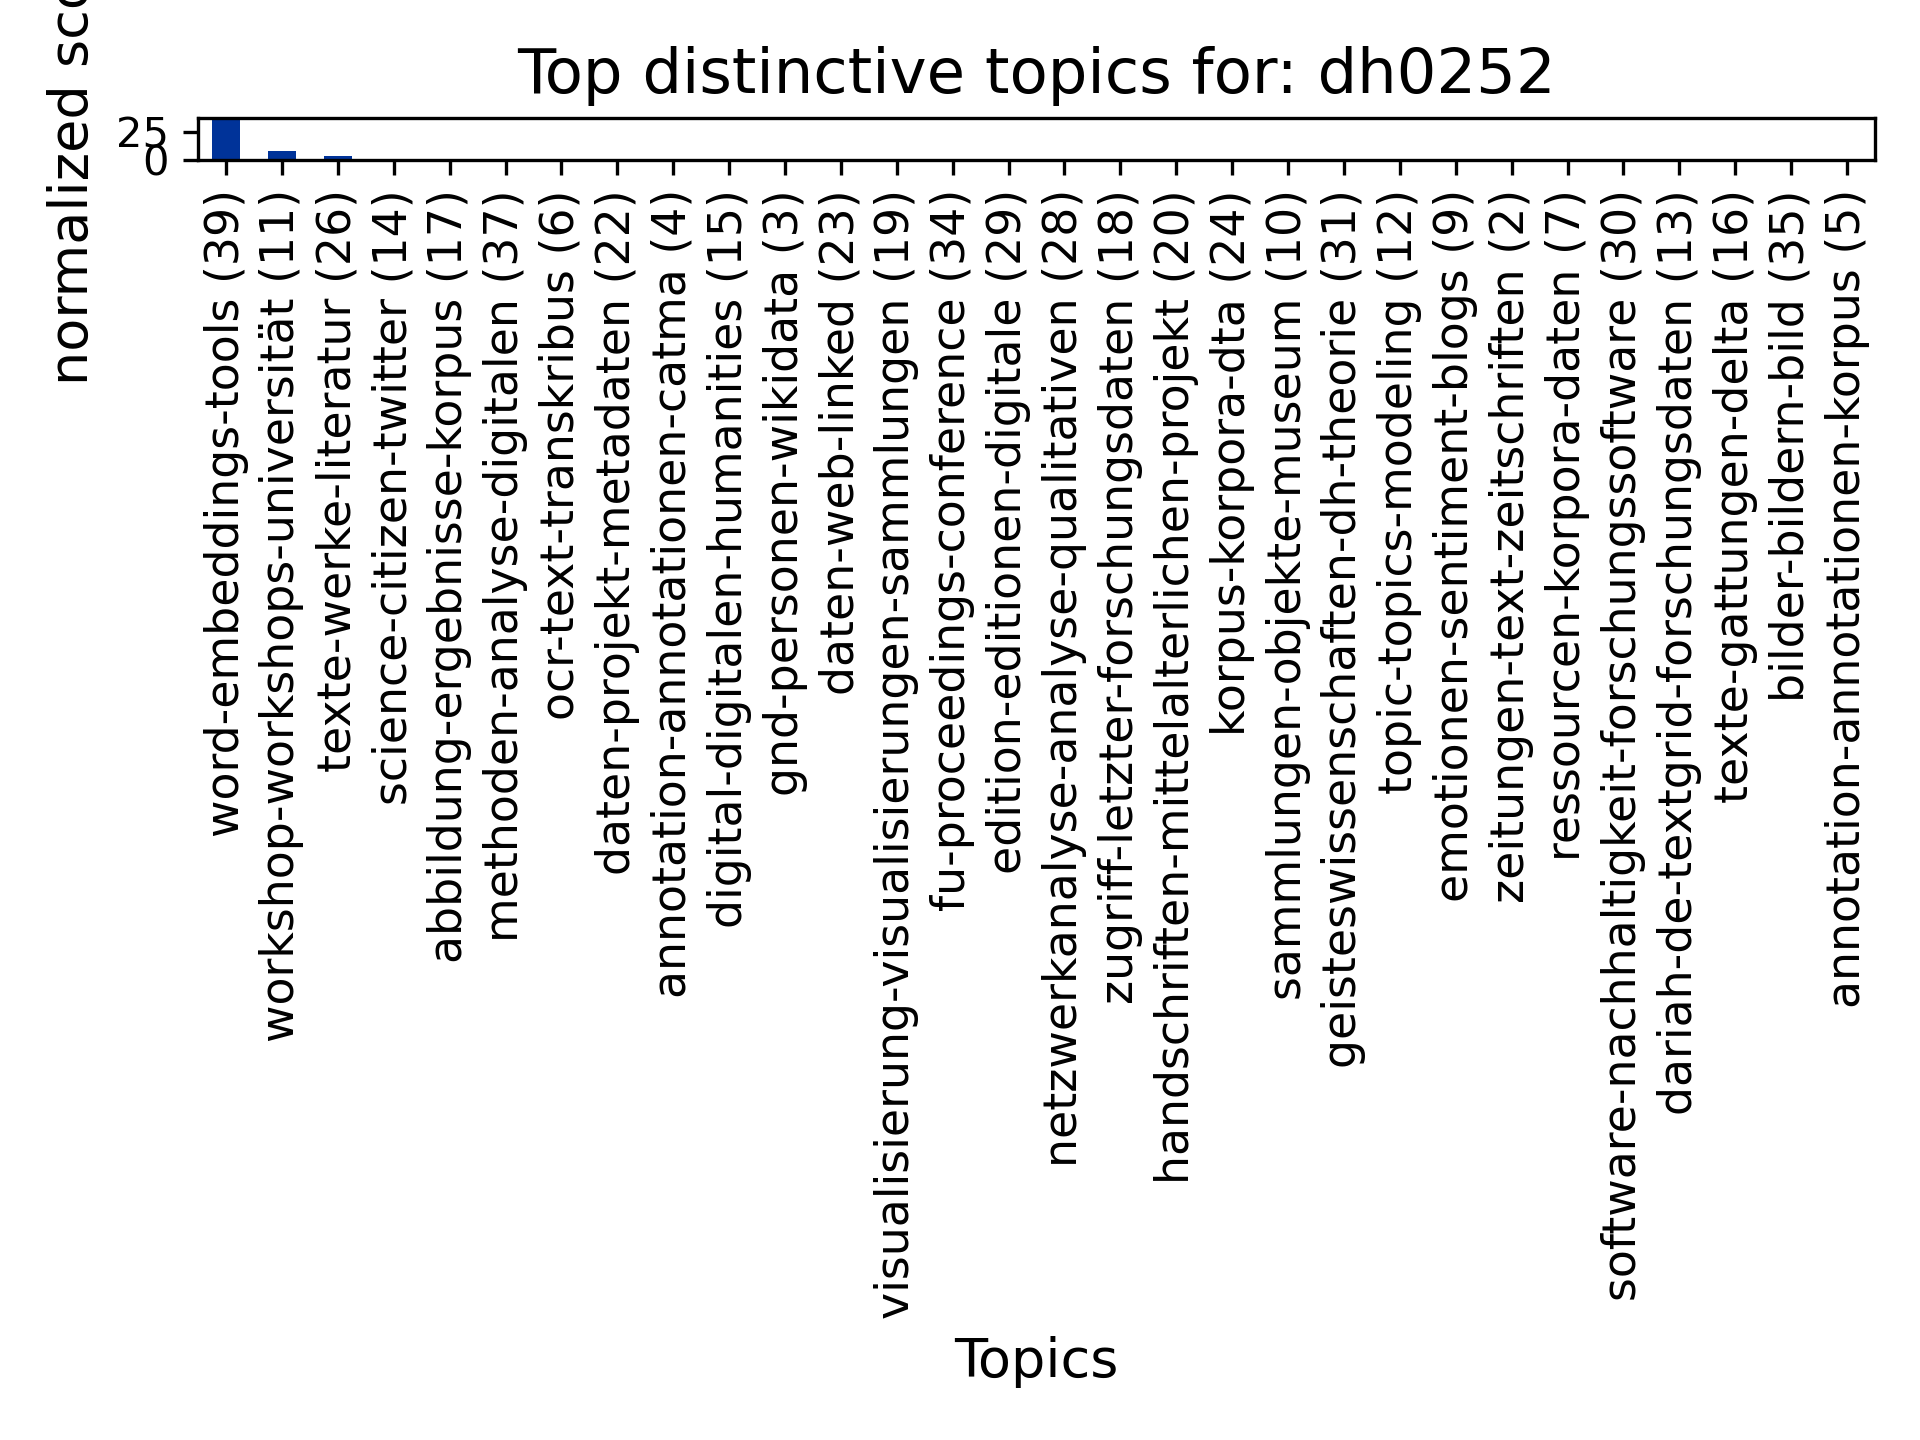 Top distinctive topics for: dh0252
normalized sco
25
0
word-embeddings-tools (39)
workshop-workshops-universität (11)
texte-werke-literatur (26)
science-citizen-twitter (14)
abbildung-ergebnisse-korpus (17)
methoden-analyse-digitalen (37)
ocr-text-transkribus (6)
daten-projekt-metadaten (22)
annotation-annotationen-catma (4)
digital-digitalen-humanities (15)
gnd-personen-wikidata (3)
daten-web-linked (23)
visualisierung-visualisierungen-sammlungen (19)
fu-proceedings-conference (34)
edition-editionen-digitale (29)
netzwerkanalyse-analyse-qualitativen (28)
zugriff-letzter-forschungsdaten (18)
handschriften-mittelalterlichen-projekt (20)
korpus-korpora-dta (24)
sammlungen-objekte-museum (10)
geisteswissenschaften-dh-theorie (31)
topic-topics-modeling (12)
emotionen-sentiment-blogs (9)
zeitungen-text-zeitschriften (2)
ressourcen-korpora-daten (7)
software-nachhaltigkeit-forschungssoftware (30)
dariah-de-textgrid-forschungsdaten (13)
texte-gattungen-delta (16)
bilder-bildern-bild (35)
annotation-annotationen-korpus (5)
Topics